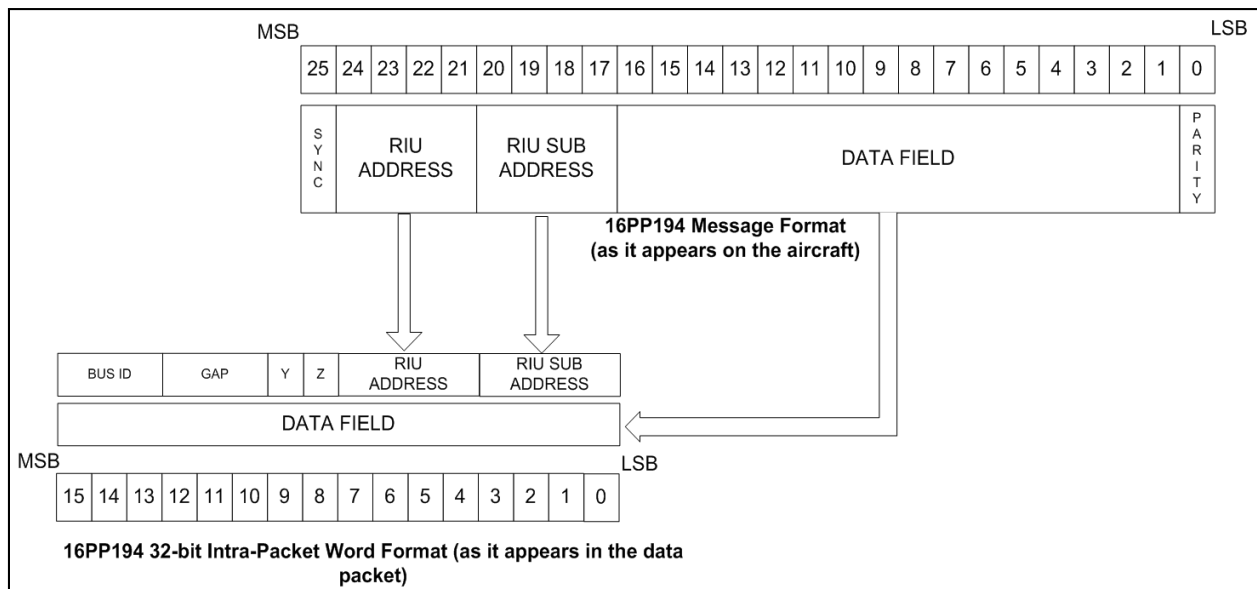 MSB LSB
25 24 23 22 21 20 19 18 17 16 15 14 13 12 11 10 9 8 7 6 5 4 3 2 1 0
SYNC
RIU
ADDRESS
RIU SUB
ADDRESS
DATA FIELD
PARITY
16PP194 Message Format
(as it appears on the aircraft)
BUS ID GAP Y Z
RIU
ADDRESS
RIU SUB
ADDRESS
DATA FIELD
MSB LSB
15 14 13 12 11 10 9 8 7 6 5 4 3 2 1 0
16PP194 32-bit Intra-Packet Word Format (as it appears in the data
packet)